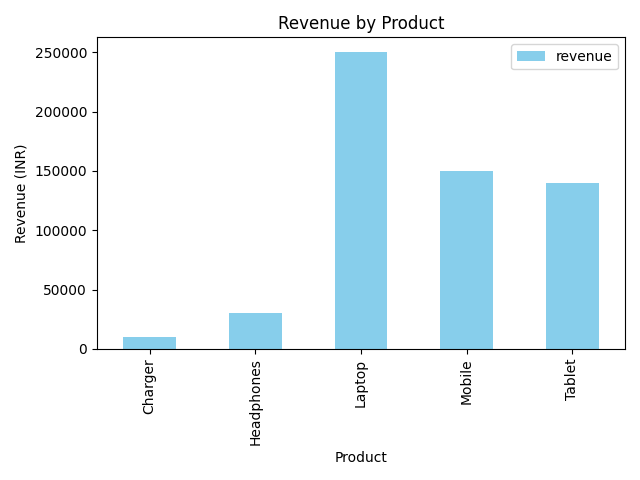 Revenue by Product
revenue
Revenue (INR)
250000
200000
150000
100000
50000
0
Charger
Headphones
Laptop
Mobile
Tablet
Product